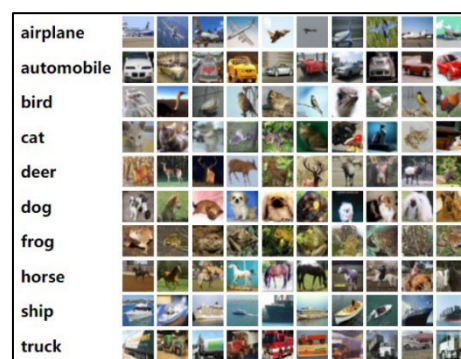 airplane
automobile
bird
cat
deer
dog
frog
horse
ship
truck